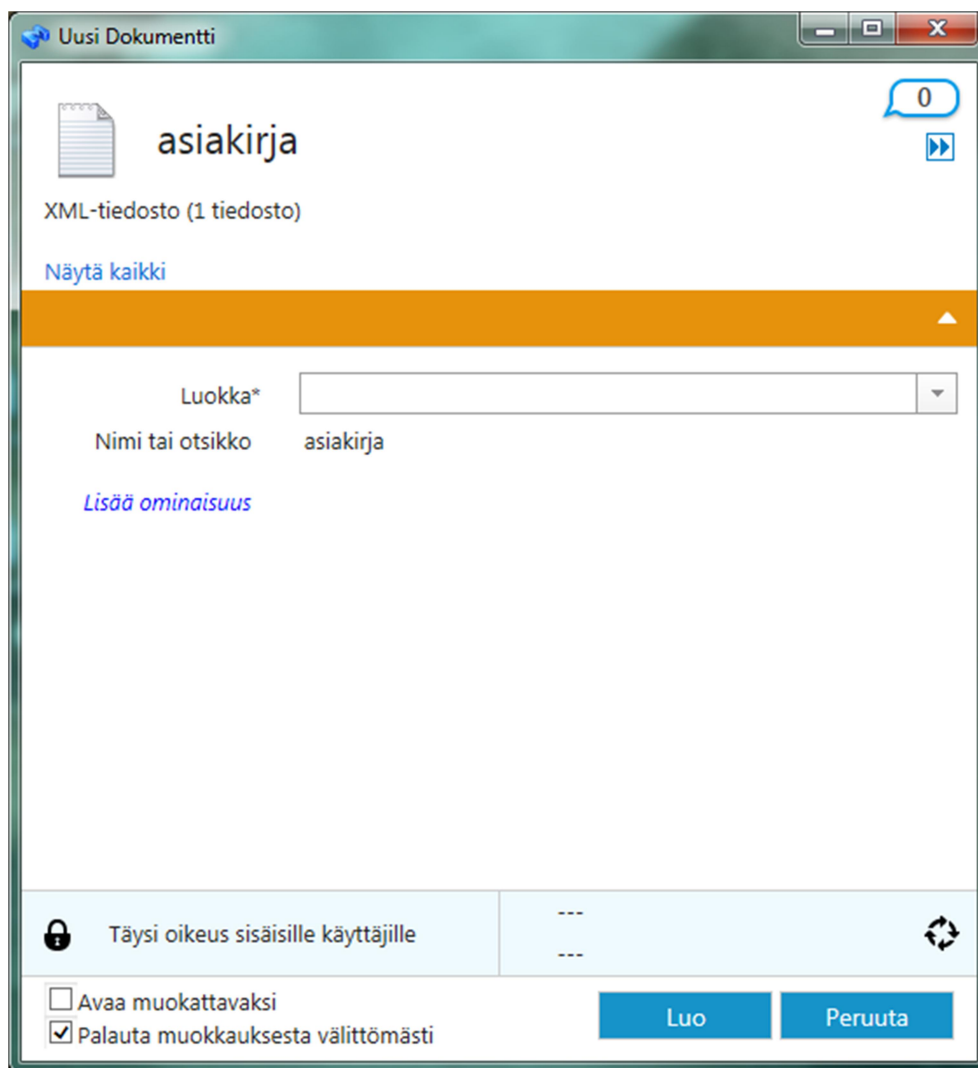 Uusi Dokumentti
0
asiakirja
XML-tiedosto (1 tiedosto)
Näytä kaikki
Luokka*
Nimi tai otsikko asiakirja
Lisää ominaisuus
Täysi oikeus sisäisille käyttäjille
---
---
Avaa muokattavaksi
Palauta muokkauksesta välittömästi
Luo Peruuta